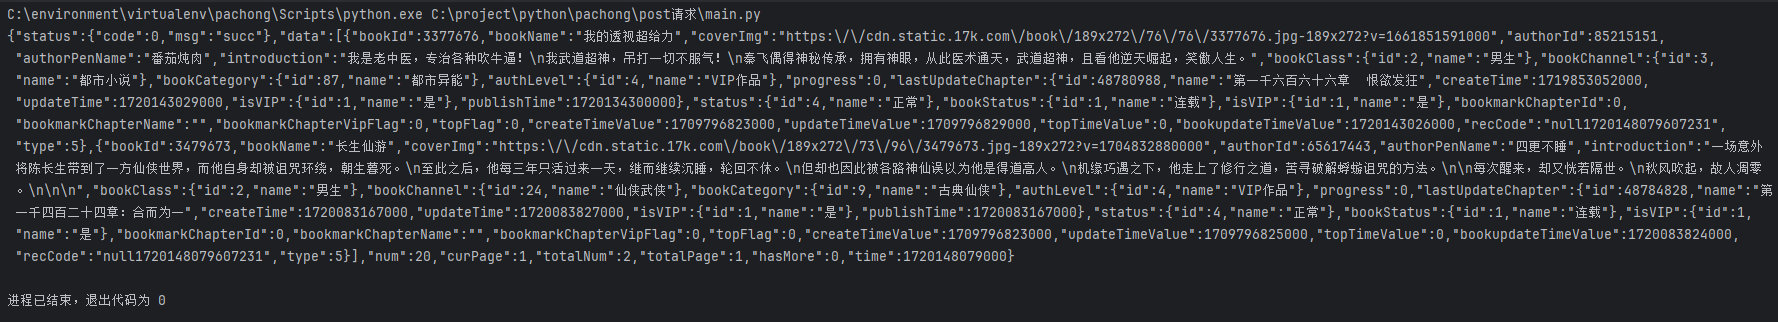 C:\environment\virtualenv\pachong\Scripts\python.exe C:\project\python\pachong\post请求\main.py
{"status":{"code":0,"msg":"succ"},"data":[{"bookId":3377676,"bookName":"我的透视超给力","coverImg":"https:\/\/cdn.static.17k.com\/book\/189x272\/76\/76\/3377676.jpg-189x272?v=1661851591000","authorId":85215151,
"authorPenName":"番茄炖肉","introduction":"我是老中医，专治各种吹牛逼！\n我武道超神，吊打一切不服气！\n秦飞偶得神秘传承，拥有神眼，从此医术通天，武道超神，且看他逆天崛起，笑傲人生。","bookClass":{"id":2,"name":"男生"},"bookChannel":{"id":3,
"name":"都市小说"},"bookCategory":{"id":87,"name":"都市异能"},"authLevel":{"id":4,"name":"VIP作品"},"progress":0,"lastUpdateChapter":{"id":48780988,"name":"第一千六百六十六章  恨欲发狂","createTime":1719853052000,
"updateTime":1720143029000,"isVIP":{"id":1,"name":"是"},"publishTime":1720134300000},"status":{"id":4,"name":"正常"},"bookStatus":{"id":1,"name":"连载"},"isVIP":{"id":1,"name":"是"},"bookmarkChapterId":0,
"bookmarkChapterName":"","bookmarkChapterVipFlag":0,"topFlag":0,"createTimeValue":1709796823000,"updateTimeValue":1709796829000,"topTimeValue":0,"bookupdateTimeValue":1720143026000,"recCode":"null1720148079607231",
"type":5},{"bookId":3479673,"bookName":"长生仙游","coverImg":"https:\/\/cdn.static.17k.com\/book\/189x272\/73\/96\/3479673.jpg-189x272?v=1704832880000","authorId":65617443,"authorPenName":"四更不睡","introduction":"一场意外
将陈长生带到了一方仙侠世界，而他自身却被诅咒环绕，朝生暮死。\n至此之后，他每三年只活过来一天，继而继续沉睡，轮回不休。\n但却也因此被各路神仙误以为他是得道高人。\n机缘巧遇之下，他走上了修行之道，苦寻破解蜉蝣诅咒的方法。\n\n\n每次醒来，却又恍若隔世。\n秋风吹起，故人凋零
。\n\n\n","bookClass":{"id":2,"name":"男生"},"bookChannel":{"id":24,"name":"仙侠武侠"},"bookCategory":{"id":9,"name":"古典仙侠"},"authLevel":{"id":4,"name":"VIP作品"},"progress":0,"lastUpdateChapter":{"id":48784828,"name":"第
一千四百二十四章：合而为一","createTime":1720083167000,"updateTime":1720083827000,"isVIP":{"id":1,"name":"是"},"publishTime":1720083167000},"status":{"id":4,"name":"正常"},"bookStatus":{"id":1,"name":"连载"},"isVIP":{"id":1,
"name":"是"},"bookmarkChapterId":0,"bookmarkChapterName":"","bookmarkChapterVipFlag":0,"topFlag":0,"createTimeValue":1709796823000,"updateTimeValue":1709796825000,"topTimeValue":0,"bookupdateTimeValue":1720083824000,
"recCode":"null1720148079607231","type":5}],"num":20,"curPage":1,"totalNum":2,"totalPage":1,"hasMore":0,"time":1720148079000}
进程已结束，退出代码为 0